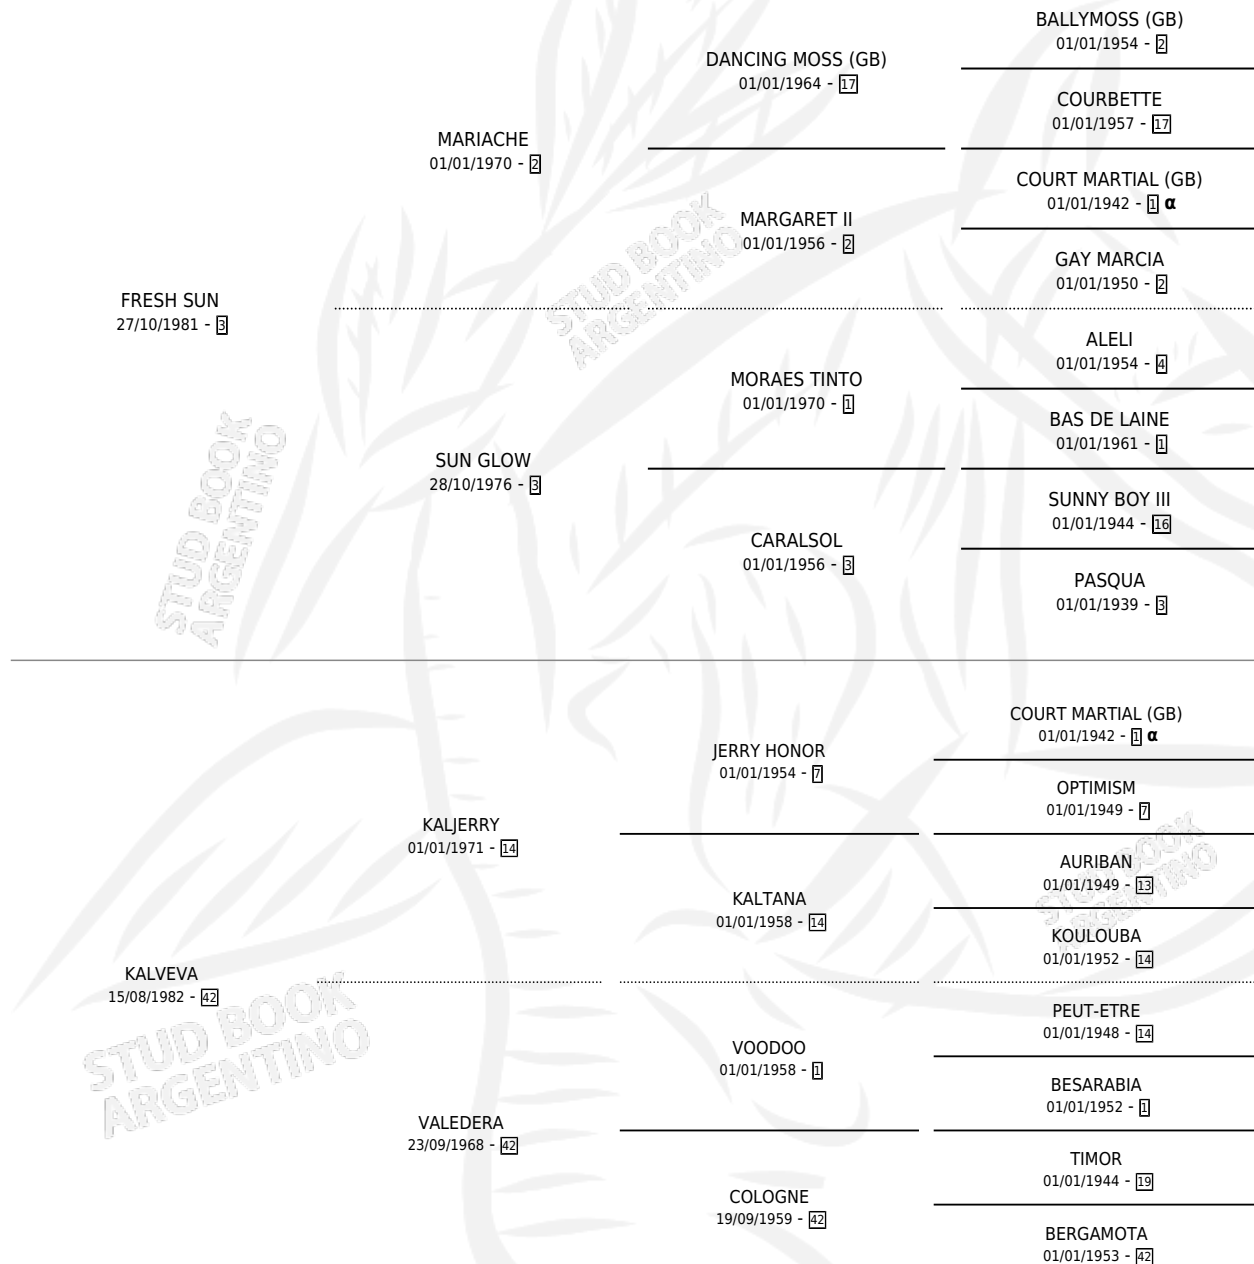 BALLYMOSS (GB)
01/01/1954 - 2
DANCING MOSS (GB)
01/01/1964 - 17
COURBETTE
01/01/1957 - 17
MARIACHE
01/01/1970 - 2
COURT MARTIAL (GB)
01/01/1942 - 1 α
MARGARET II
01/01/1956 - 2
GAY MARCIA
01/01/1950 - 2
FRESH SUN
27/10/1981 - 3
ALELI
01/01/1954 - 4
MORAES TINTO
01/01/1970 - 1
BAS DE LAINE
01/01/1961 - 1
SUN GLOW
28/10/1976 - 3
SUNNY BOY III
01/01/1944 - 16
CARALSOL
01/01/1956 - 3
PASQUA
01/01/1939 - 3
STUD BOOK
ARGENTINO
STUD BOOK
ARGENTINO
COURT MARTIAL (GB)
01/01/1942 - 1 α
JERRY HONOR
01/01/1954 - 7
OPTIMISM
01/01/1949 - 7
KALJERRY
01/01/1971 - 14
AURIBAN
01/01/1949 - 13
KALTANA
01/01/1958 - 14
KOULOUBA
01/01/1952 - 14
KALVEVA
15/08/1982 - 42
PEUT-ETRE
01/01/1948 - 14
VOODOO
01/01/1958 - 1
BESARABIA
01/01/1952 - 1
VALEDERA
23/09/1968 - 42
TIMOR
01/01/1944 - 19
COLOGNE
19/09/1959 - 42
BERGAMOTA
01/01/1953 - 42
STUD BOOK
ARGENTINO
STUD BOOK
ARGENTINO